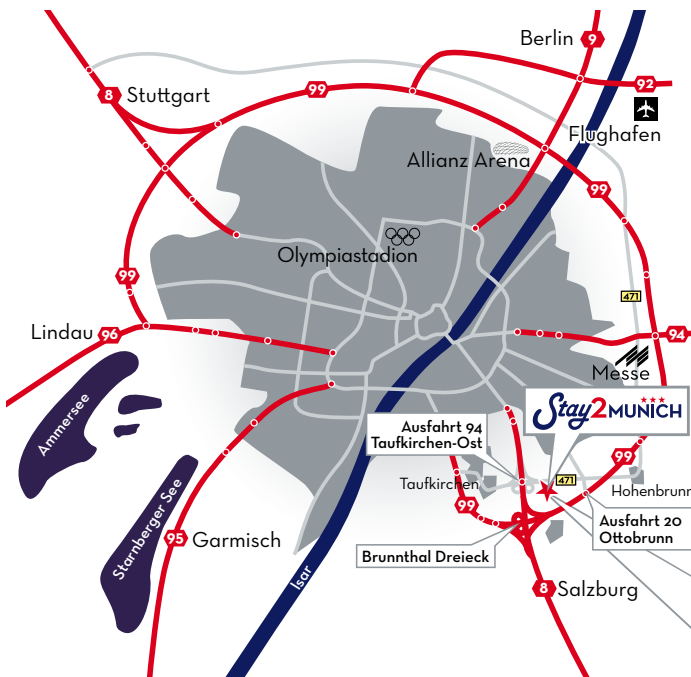 Berlin
9
8
Stuttgart
99
92
Flughafen
Allianz Arena
99
Olympiastadion
99
471
Lindau
96
94
Messe
Ammersee
Stay2MUNICH
Ausfahrt 94
Taufkirchen-Ost
99
471
Taufkirchen
Hohenbrunn
99
Starnberger See
95
Garmisch
Ausfahrt 20
Ottobrunn
Brunnthal Dreieck
Isar
8
Salzburg